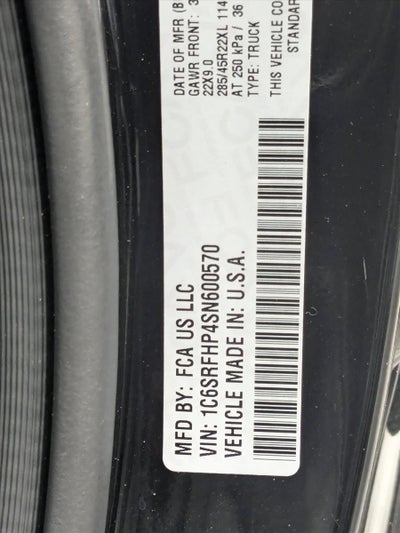 MFD BY: FCA US LLC
DATE OF MFR (B
GAWR FRONT: 3
22X9.0
285/45R22XL 114
AT 250 kPa / 36
TYPE: TRUCK
VIN: 1C6SRFHP4SN600570
VEHICLE MADE IN: U.S.A.
THIS VEHICLE CO
STANDAR